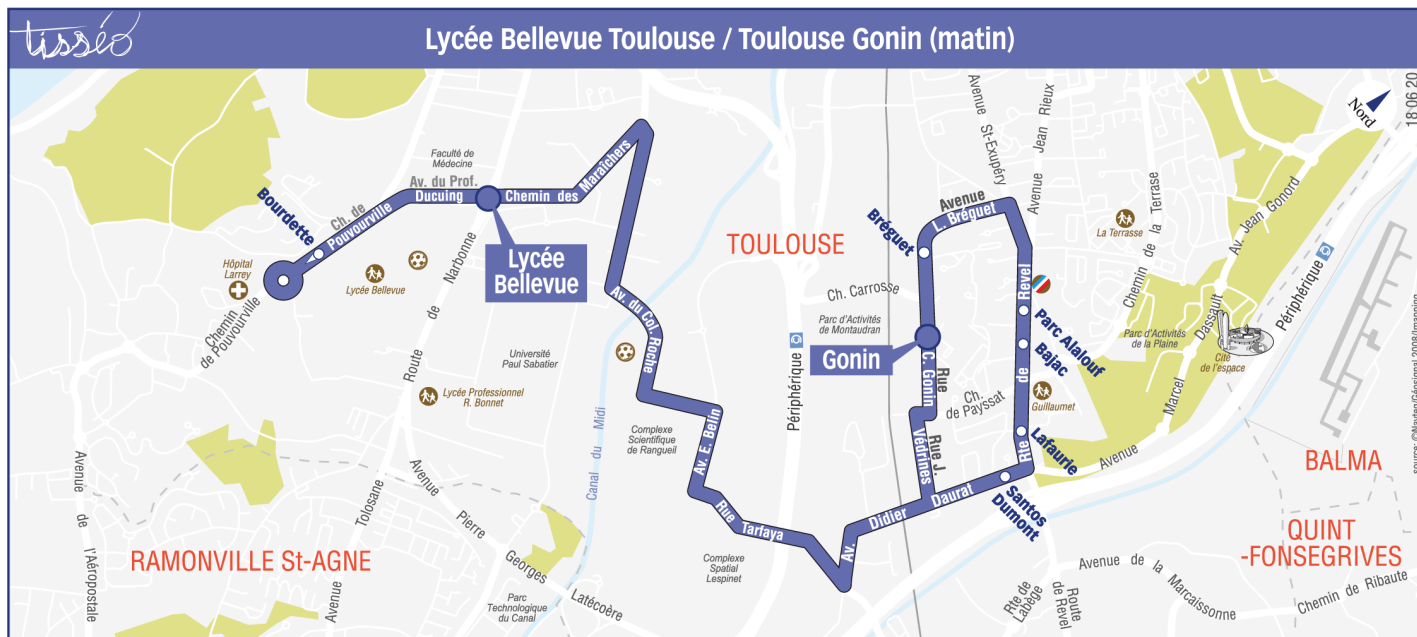 tisséo
Lycée Bellevue Toulouse / Toulouse Gonin (matin)
18 06 20
Nord
Faculté de
Médecine
Av. du Prof.
Ducuing
Chemin des
Maraîchers
Bourdette
Ch. de
Pouvourville
Hôpital
Larrey
Chemin
de Pouvourville
Lycée Bellevue
Route
de
Narbonne
Lycée
Bellevue
Av. du Col. Roche
Université
Paul Sabatier
Lycée Professionnel
R. Bonnet
Canal du Midi
Complexe
Scientifique
de Rangueil
Av. E. Belin
Rue Tarfaya
Complexe
Spatial
Lespinet
TOULOUSE
Périphérique
Avenue
St-Exupéry
Avenue Jean Rieux
Avenue
L. Bréguet
Bréguet
Ch. Carrosse
Parc d'Activités
de Montaudran
Gonin
Rue
C. Gonin
Rue J.
Védrines
Ch.
de Payssat
Rte de Revel
Parc Alalouf
Bajac
Guillaumet
Lafaurie
Santos
Dumont
Av. Didier Daurat
La Terrasse
Chemin de la Terrase
Av. Jean Gonord
Parc d'Activités
de la Plaine
Cité
de l'espace
Avenue Marcel Dassault
Périphérique
BALMA
QUINT
-FONSEGRIVES
Avenue de la Marcaissonne
Chemin de Ribaute
Rte de
Labège
Route
de Revel
RAMONVILLE St-AGNE
Avenue
de
l'Aéropostale
Avenue Tolosane
Avenue
Pierre
Georges
Latécoère
Parc
Technologique
du Canal